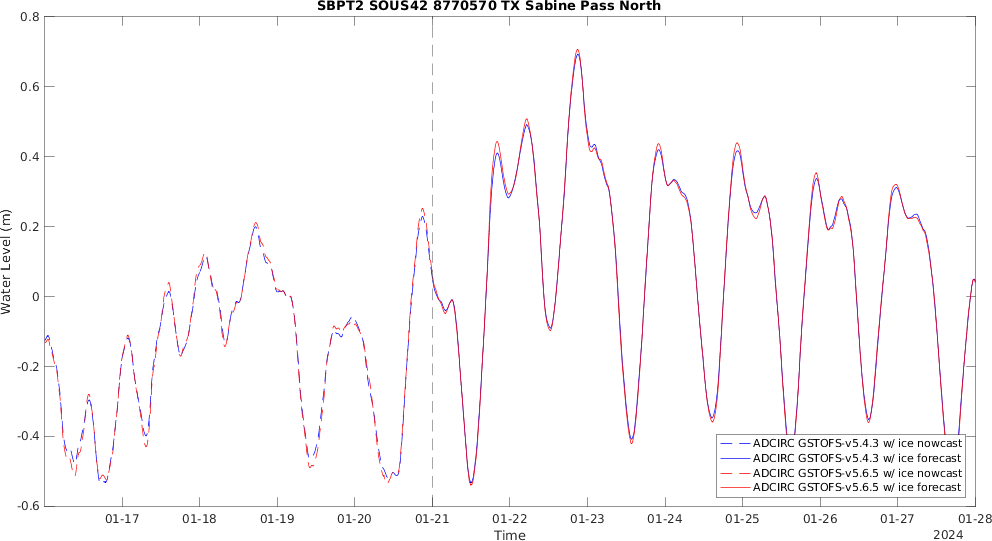 SBPT2 SOUS42 8770570 TX Sabine Pass North
0.8
0.6
0.4
0.2
0
-0.2
-0.4
-0.6
Water Level (m)
ADCIRC GSTOFS-v5.4.3 w/ ice nowcast
ADCIRC GSTOFS-v5.4.3 w/ ice forecast
ADCIRC GSTOFS-v5.6.5 w/ ice nowcast
ADCIRC GSTOFS-v5.6.5 w/ ice forecast
01-17 01-18 01-19 01-20 01-21 01-22 01-23 01-24 01-25 01-26 01-27 01-28
Time
2024